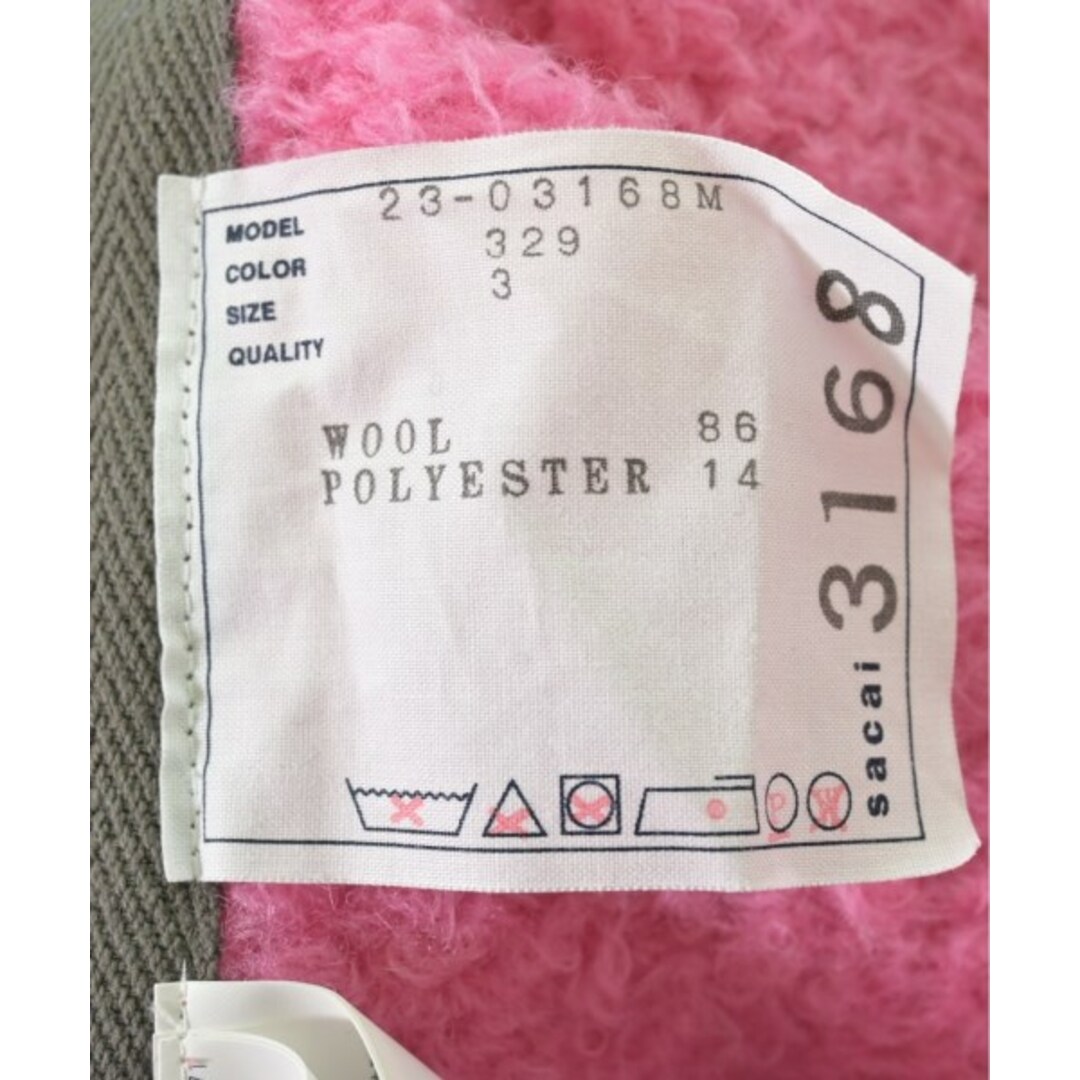 MODEL 23-03168M
COLOR 329
SIZE 3
QUALITY
WOOL 86
POLYESTER 14
P W
sacai 3168